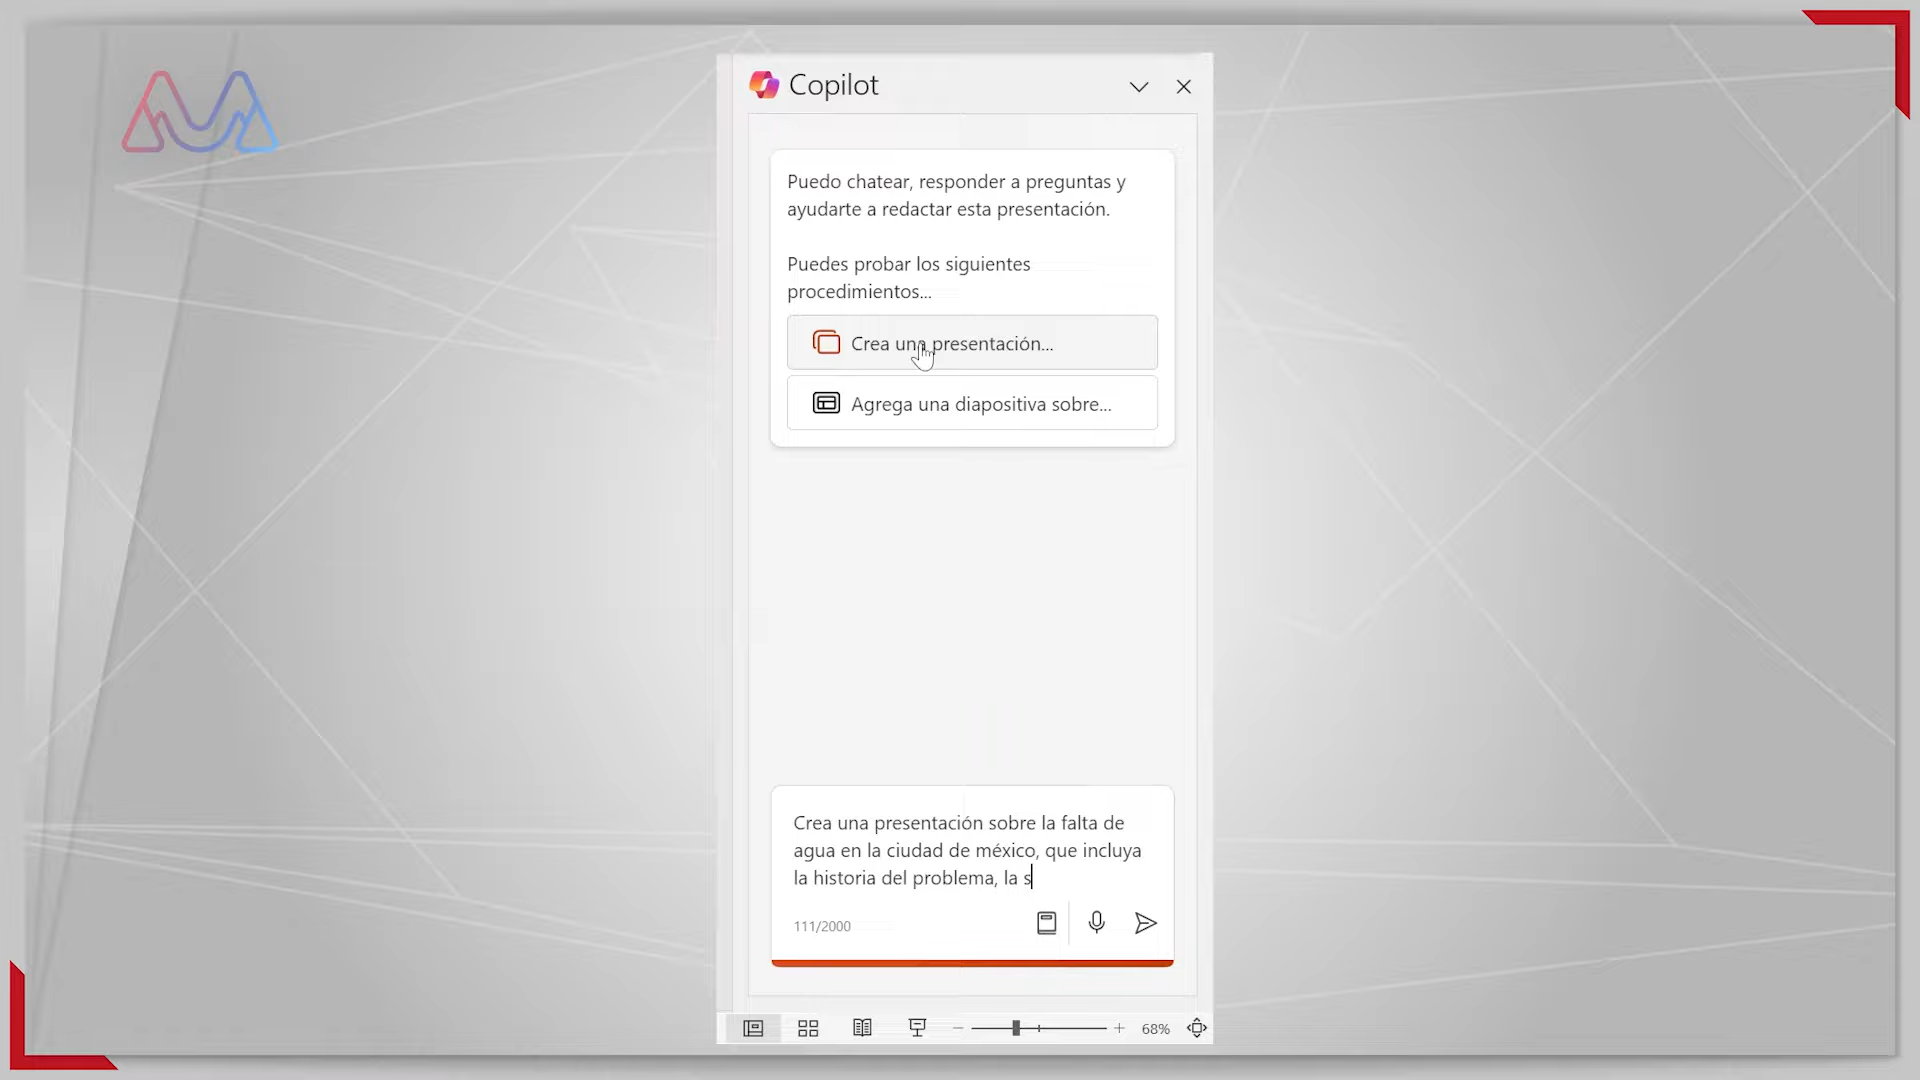 Copilot
Puedo chatear, responder a preguntas y
ayudarte a redactar esta presentación.
Puedes probar los siguientes
procedimientos...
Crea una presentación...
Agrega una diapositiva sobre...
Crea una presentación sobre la falta de
agua en la ciudad de méxico, que incluya
la historia del problema, la s
111/2000
68%